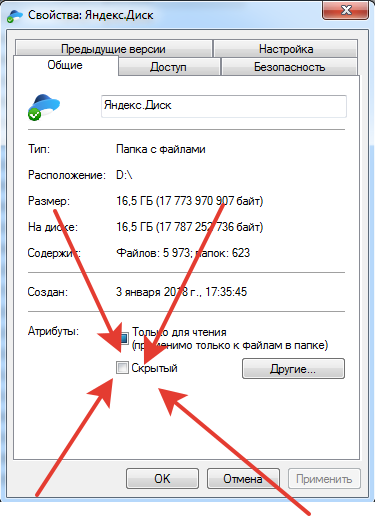 Свойства: Яндекс.Диск
Предыдущие версии Настройка
Общие Доступ Безопасность
Яндекс.Диск
Тип: Папка с файлами
Расположение: D:\
Размер: 16,5 ГБ (17 773 970 907 байт)
На диске: 16,5 ГБ (17 787 252 736 байт)
Содержит: Файлов: 5 973; папок: 623
Создан: 3 января 2018 г., 17:35:45
Атрибуты: Только для чтения
(применимо только к файлам в папке)
Скрытый Другие...
OK Отмена Применить